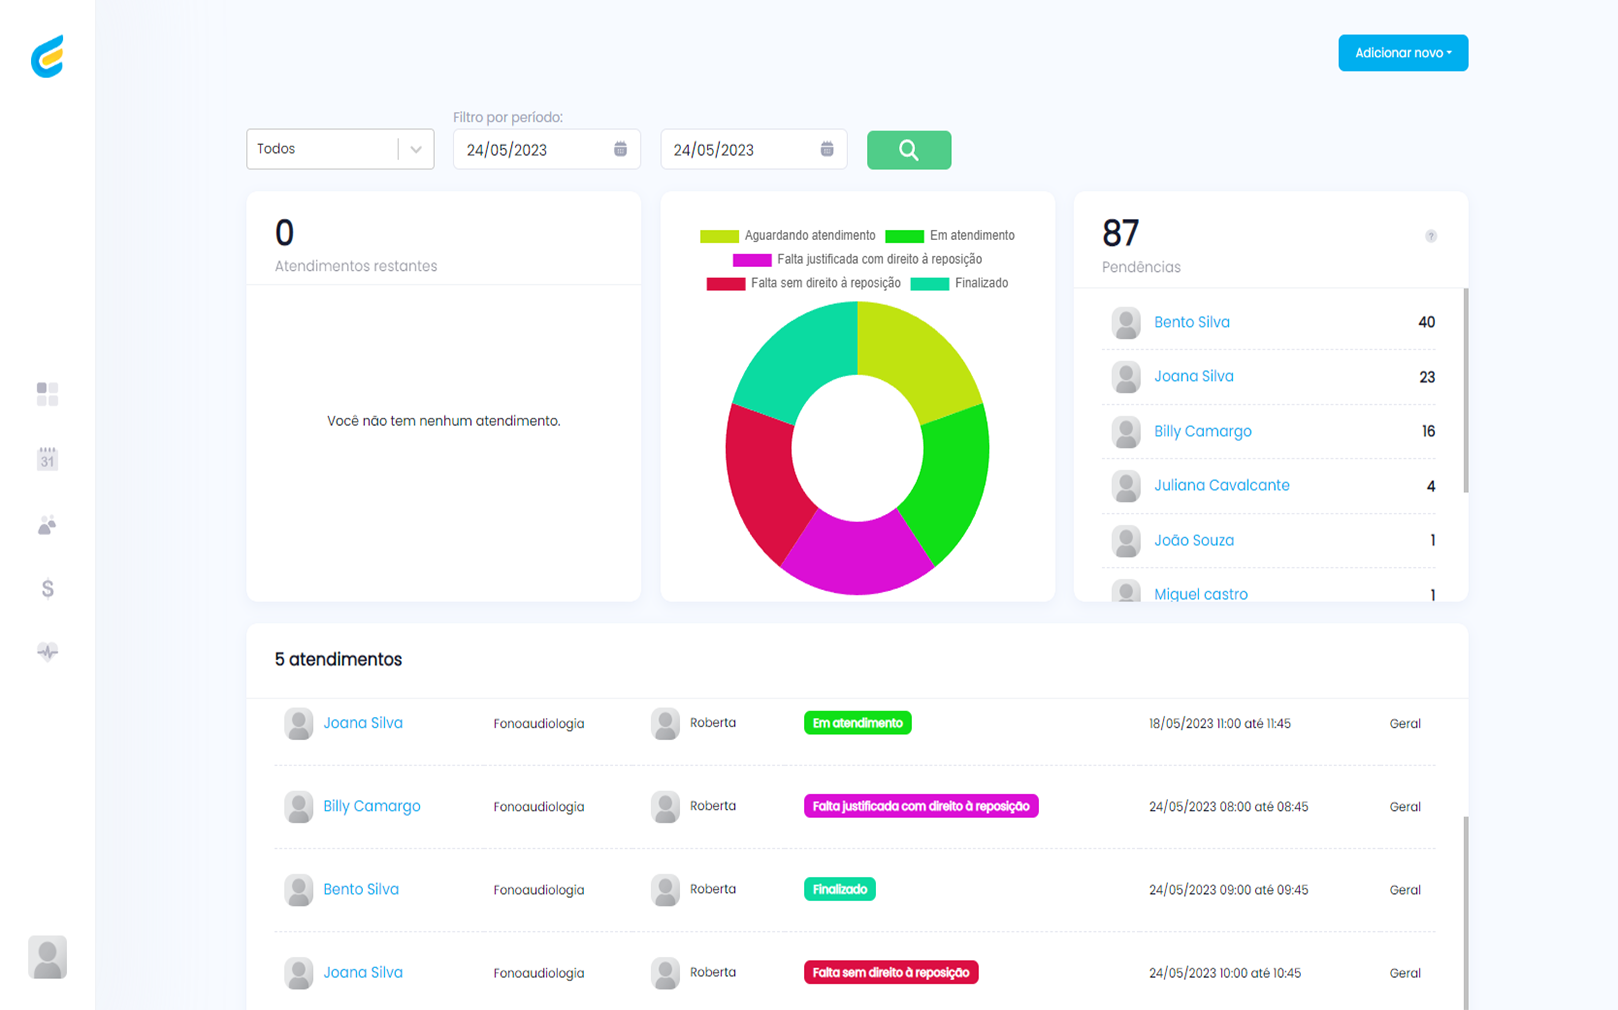 Adicionar novo
Filtro por período:
Todos
24/05/2023
24/05/2023
0
Atendimentos restantes
Você não tem nenhum atendimento.
Aguardando atendimento Em atendimento
Falta justificada com direito à reposição
Falta sem direito à reposição Finalizado
87
?
Pendências
Bento Silva 40
Joana Silva 23
Billy Camargo 16
Juliana Cavalcante 4
João Souza 1
Miguel castro 1
31
$
5 atendimentos
Joana Silva Fonoaudiologia Roberta Em atendimento 18/05/2023 11:00 até 11:45 Geral
Billy Camargo Fonoaudiologia Roberta Falta justificada com direito à reposição 24/05/2023 08:00 até 08:45 Geral
Bento Silva Fonoaudiologia Roberta Finalizado 24/05/2023 09:00 até 09:45 Geral
Joana Silva Fonoaudiologia Roberta Falta sem direito à reposição 24/05/2023 10:00 até 10:45 Geral